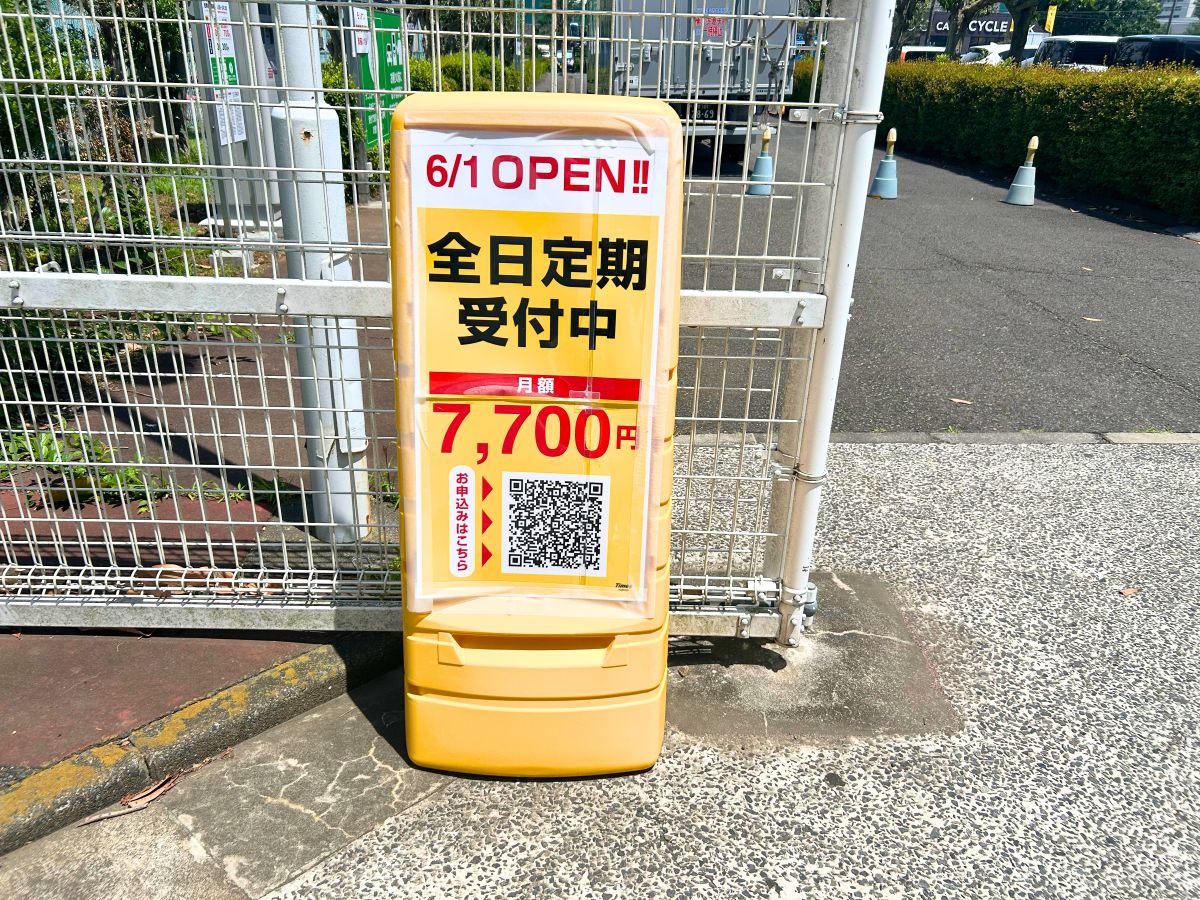 6/1 OPEN!!
全日定期
受付中
月額
7,700円
お申込みはこちら
Times
CYCLE